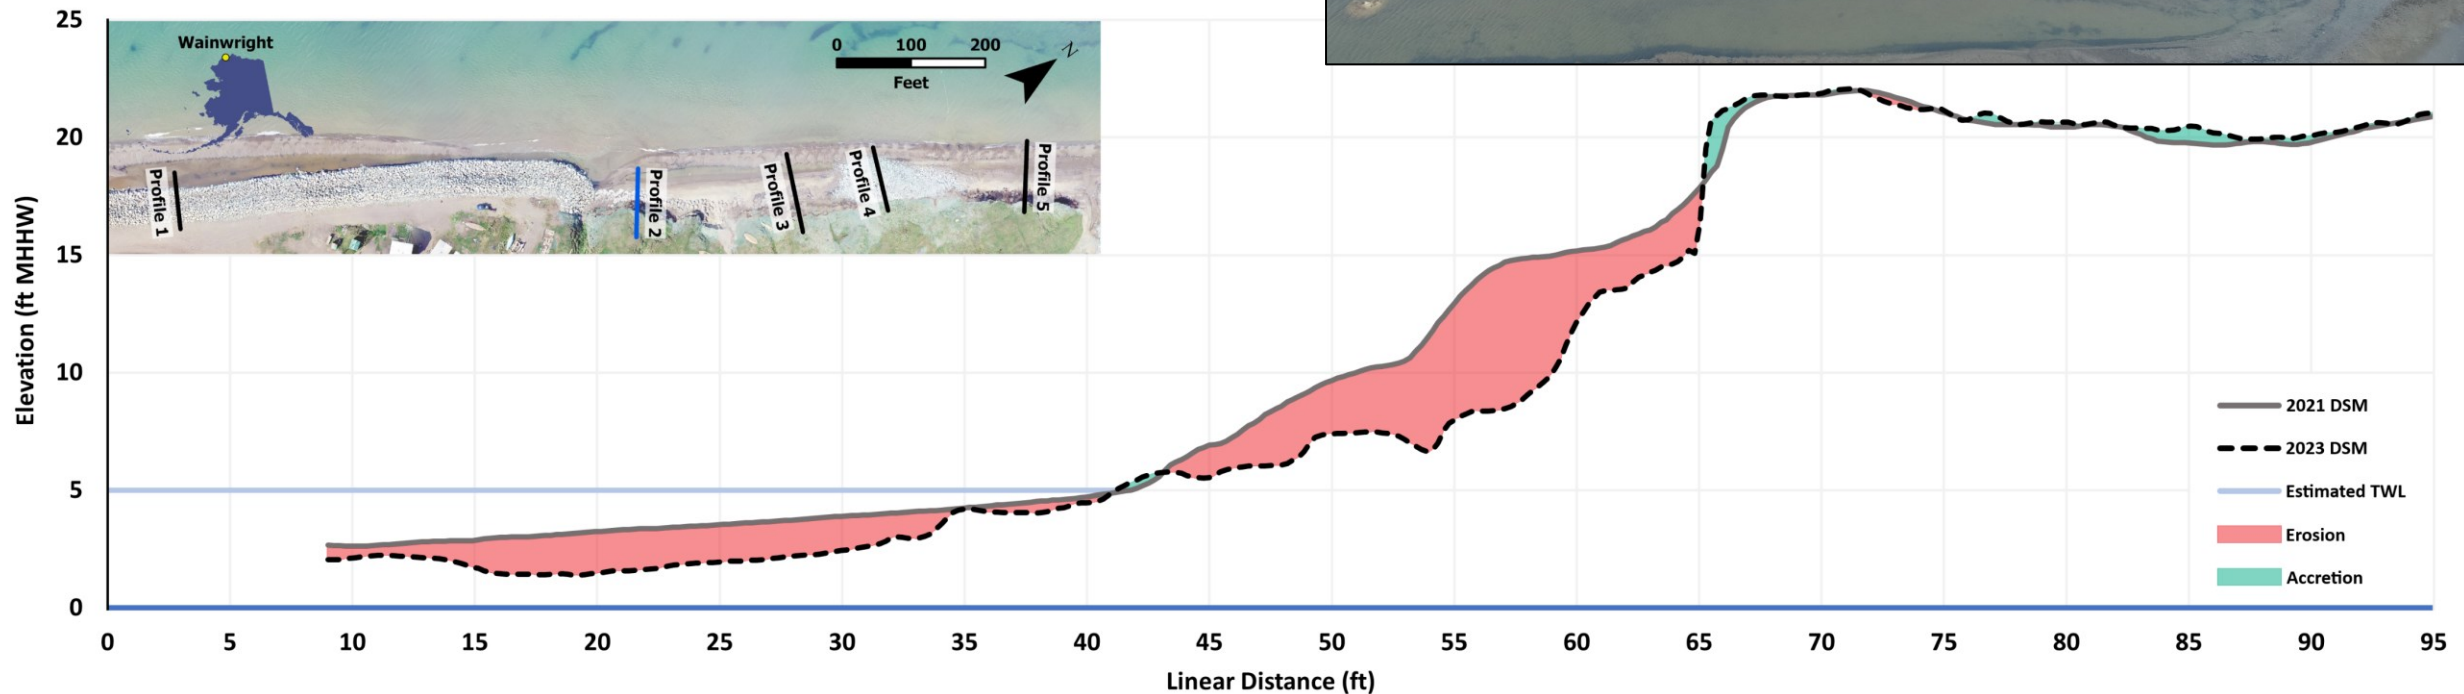 25
20
15
10
5
0
Elevation (ft MHHW)
Wainwright
0 100 200
Feet
N
Profile 1
Profile 2
Profile 3
Profile 4
Profile 5
2021 DSM
2023 DSM
Estimated TWL
Erosion
Accretion
0 5 10 15 20 25 30 35 40 45 50 55 60 65 70 75 80 85 90 95
Linear Distance (ft)